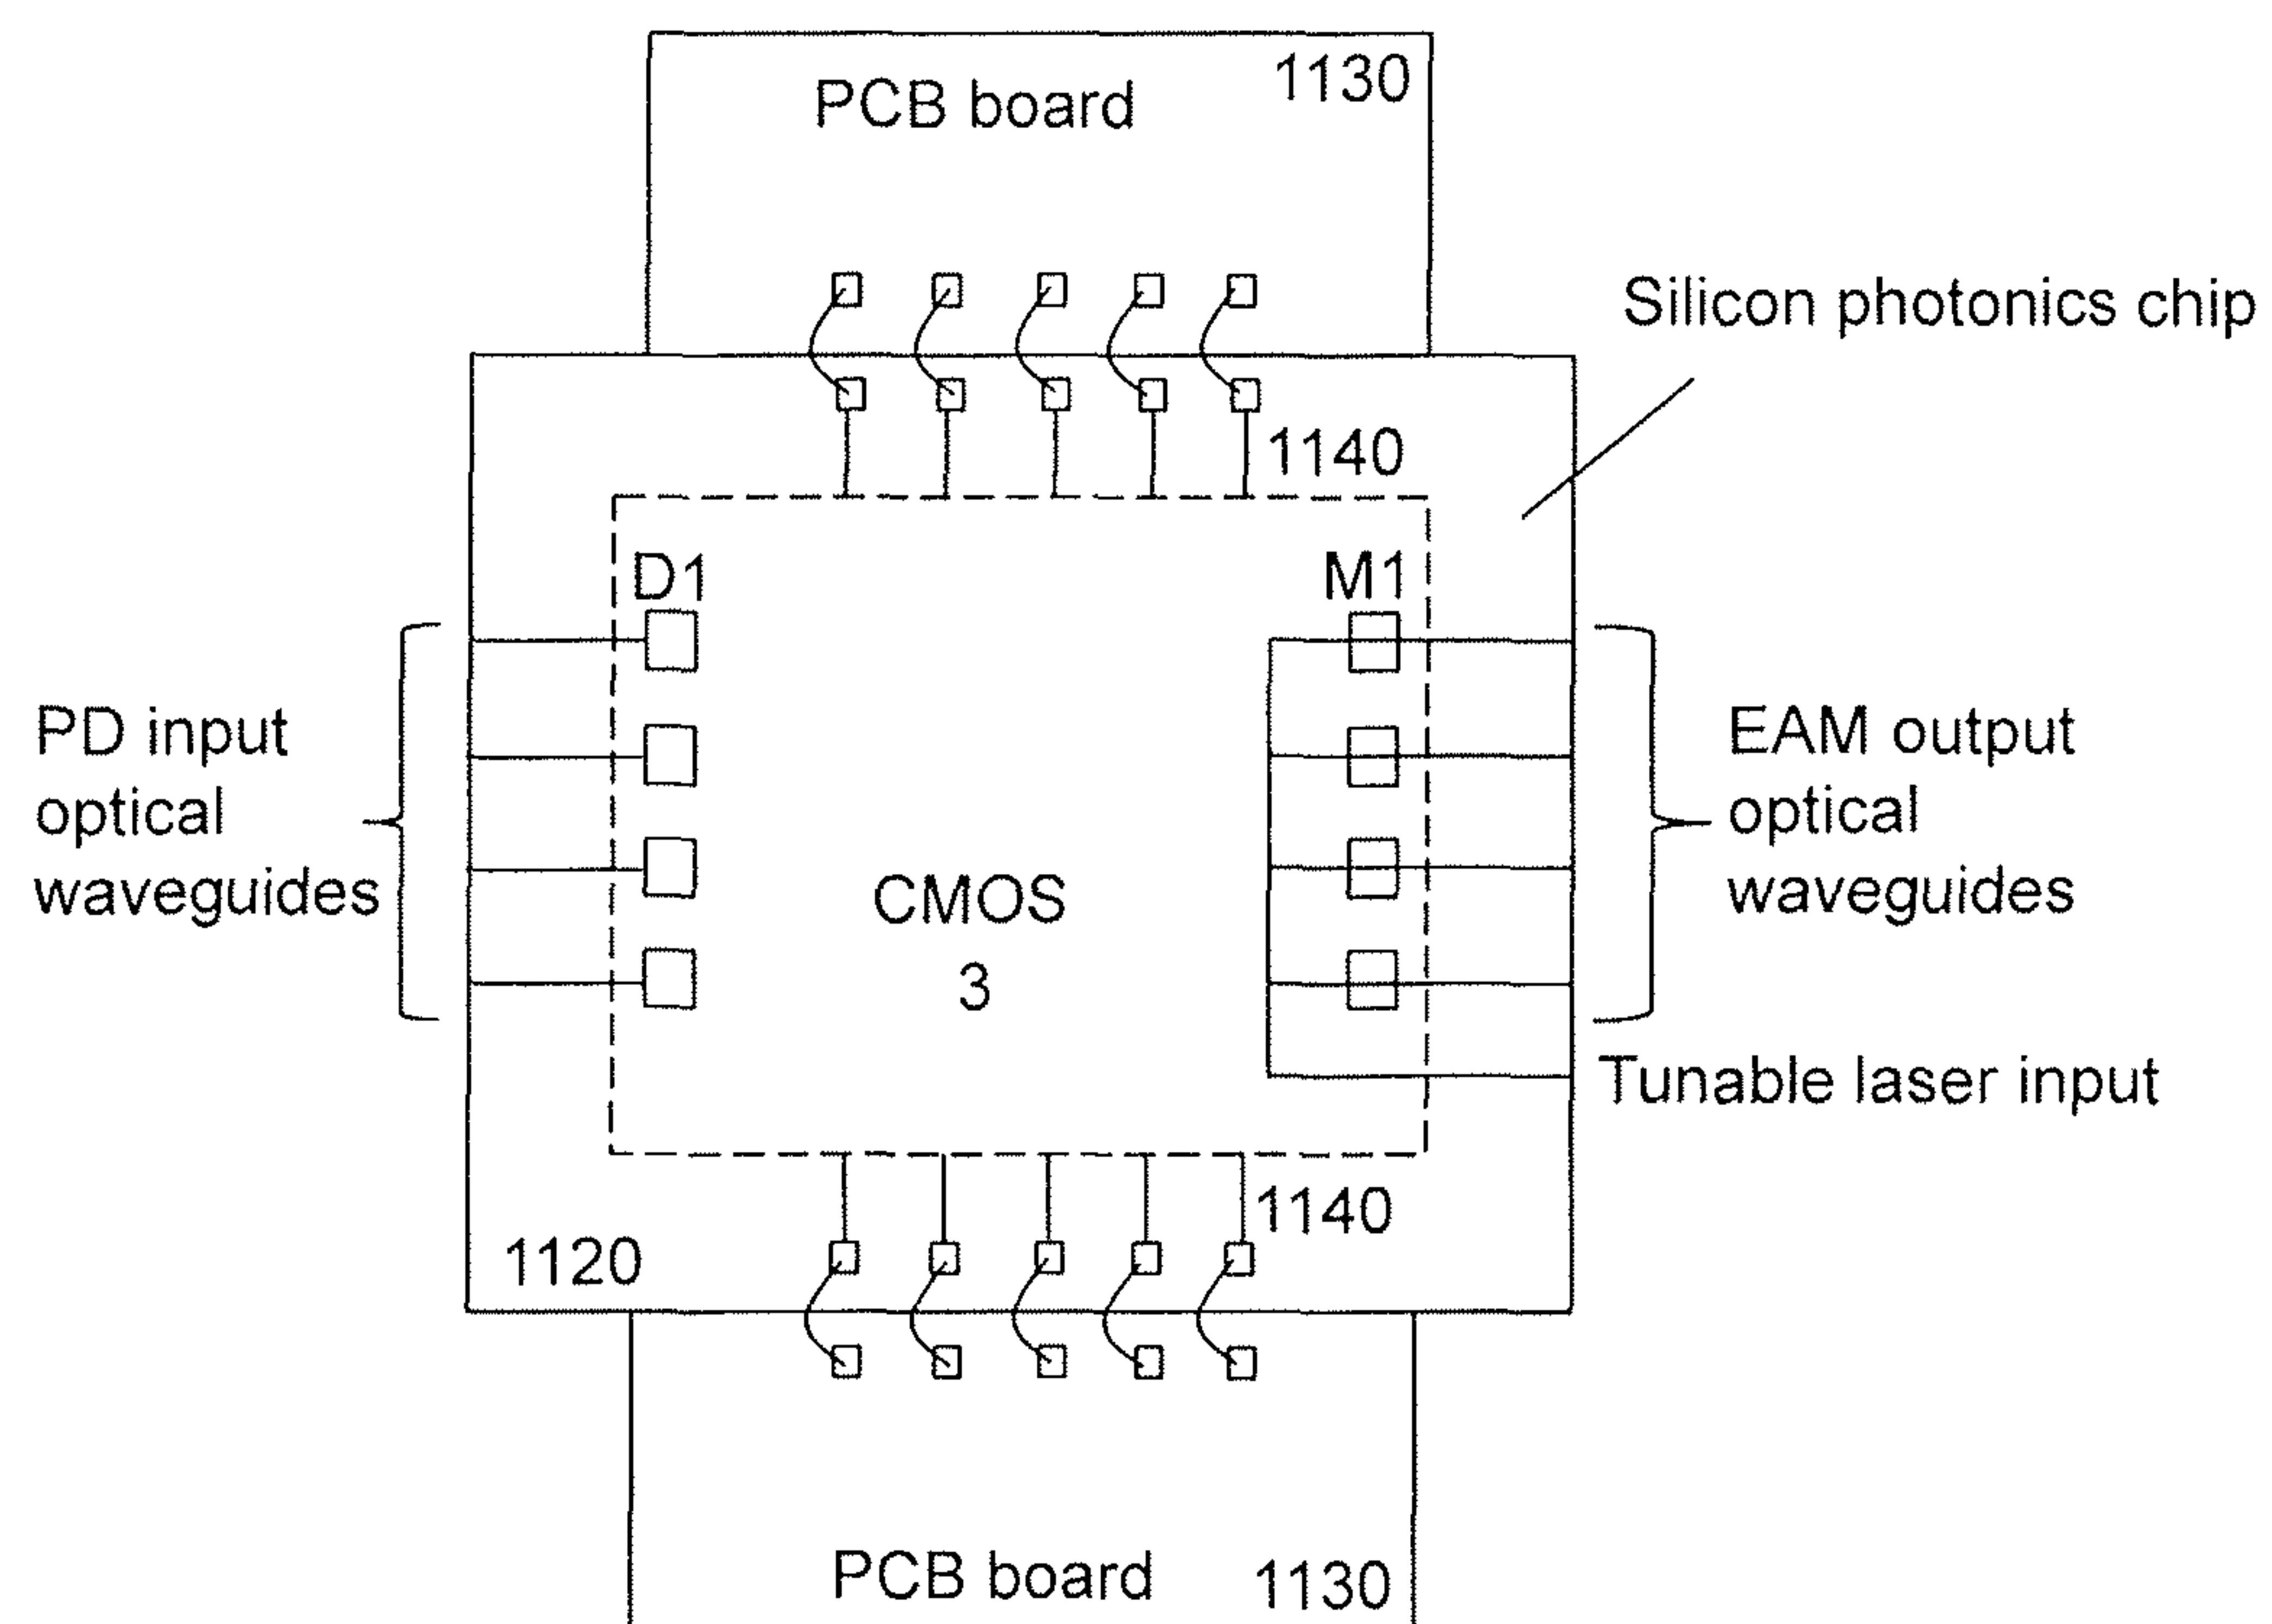 PCB board
1130
Silicon photonics chip
1140
D1
M1
PD input
optical
waveguides
CMOS
3
EAM output
optical
waveguides
Tunable laser input
1140
1120
PCB board
1130